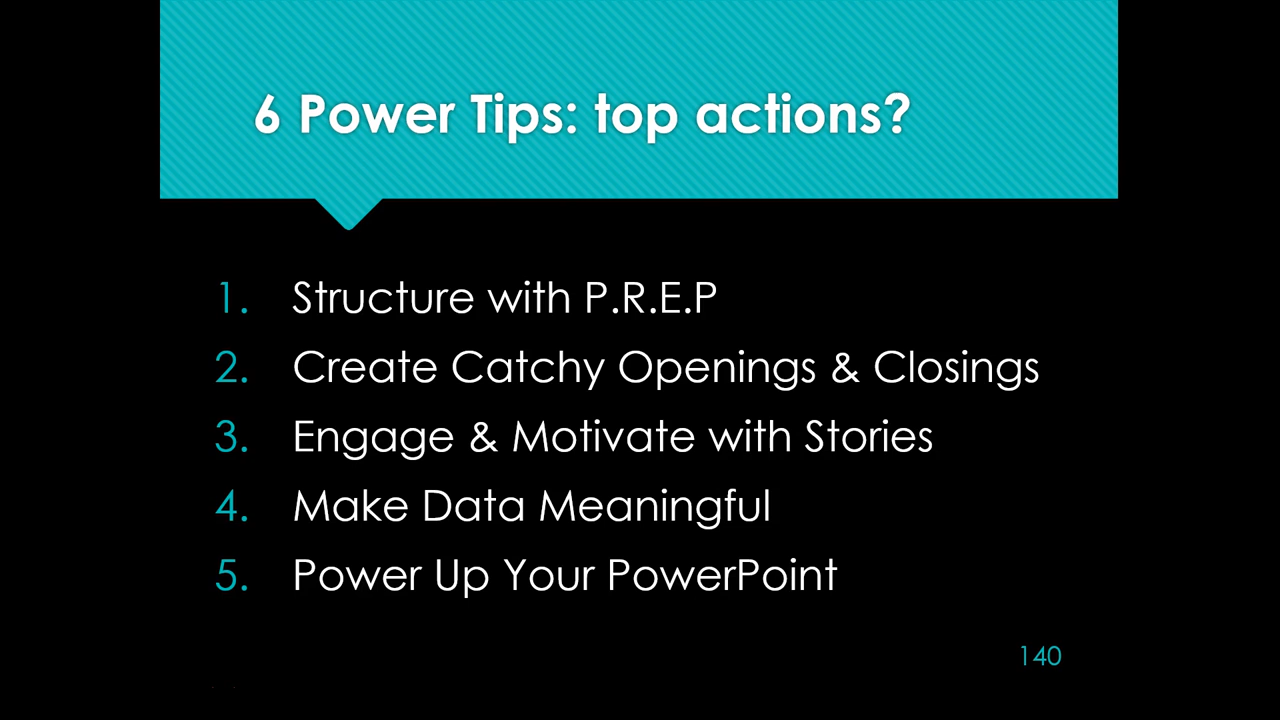 6 Power Tips: top actions?
1. Structure with P.R.E.P
2. Create Catchy Openings & Closings
3. Engage & Motivate with Stories
4. Make Data Meaningful
5. Power Up Your PowerPoint
140